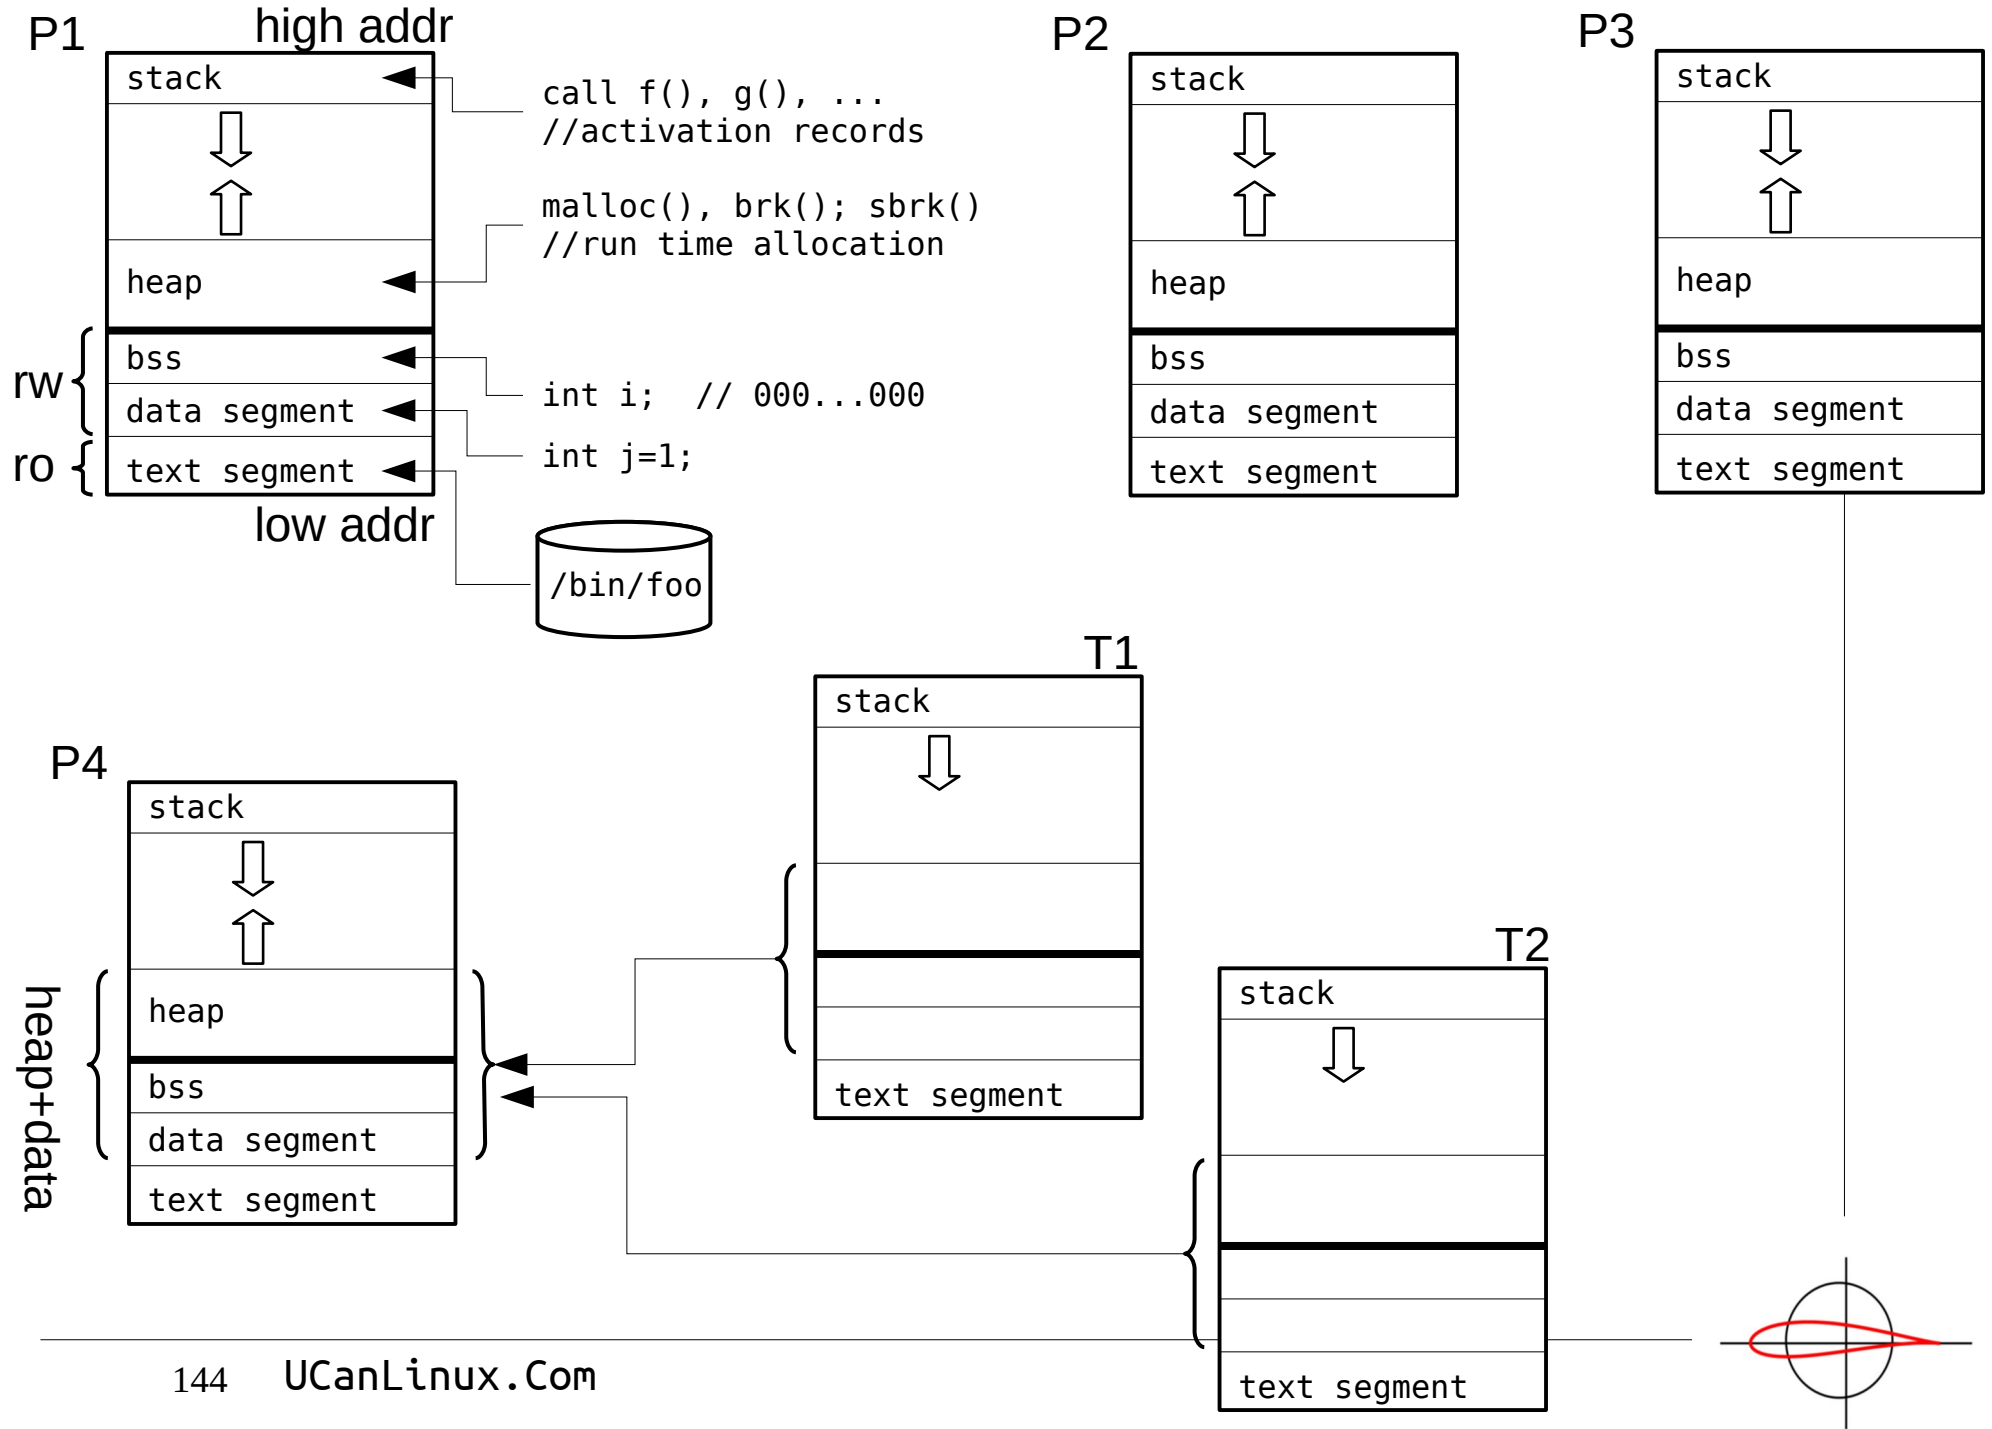 P1
high addr
stack
call f(), g(), ...
//activation records
malloc(), brk(); sbrk()
//run time allocation
heap
rw
bss
int i;  // 000...000
data segment
int j=1;
ro
text segment
low addr
/bin/foo
P2
stack
heap
bss
data segment
text segment
P3
stack
heap
bss
data segment
text segment
P4
stack
heap
bss
data segment
text segment
heap+data
T1
stack
text segment
T2
stack
text segment
144
UCanLinux.Com